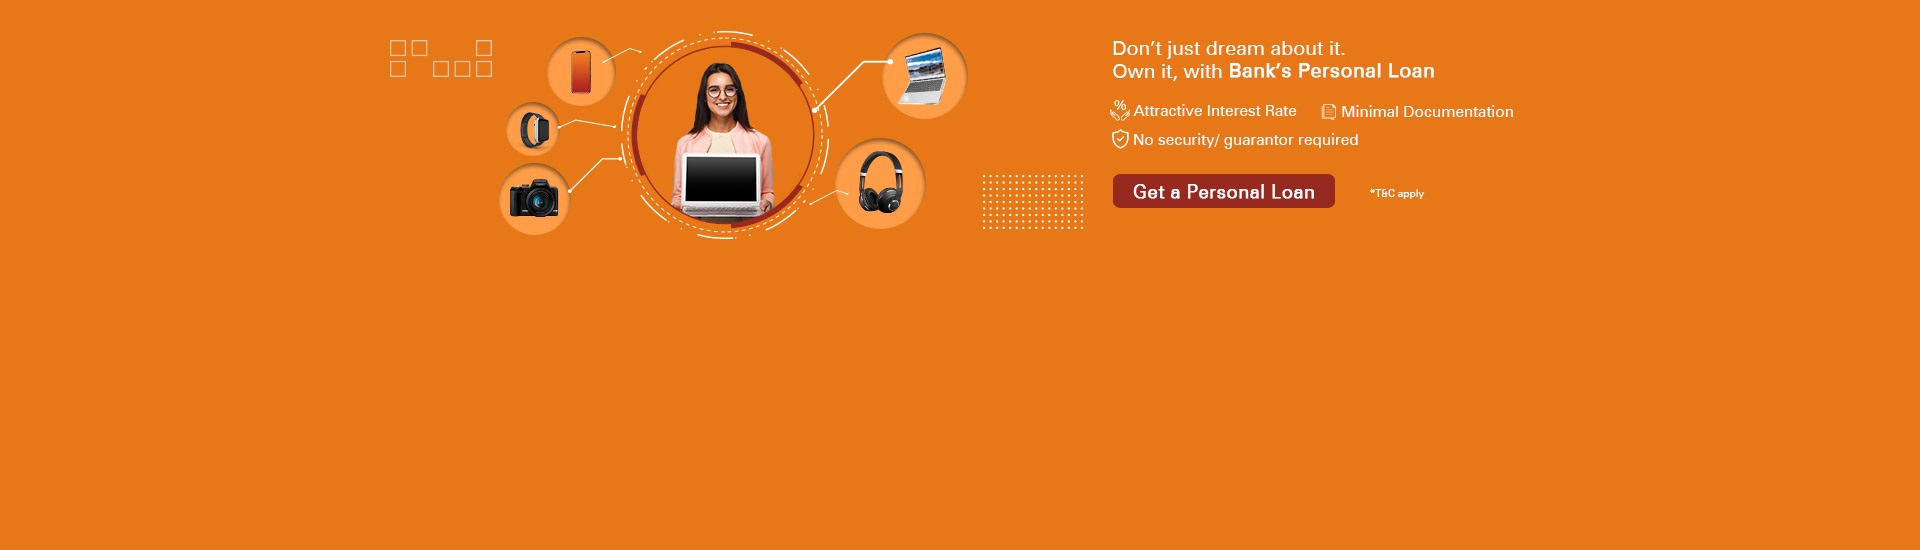 Don’t just dream about it.
Own it, with Bank’s Personal Loan
% Attractive Interest Rate
Minimal Documentation
No security/ guarantor required
Get a Personal Loan
*T&C apply